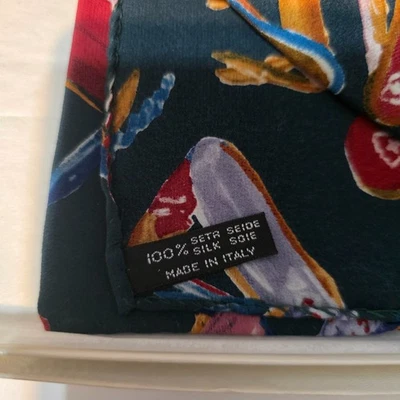 100% SETA SEIDE
SILK SOIE
MADE IN ITALY